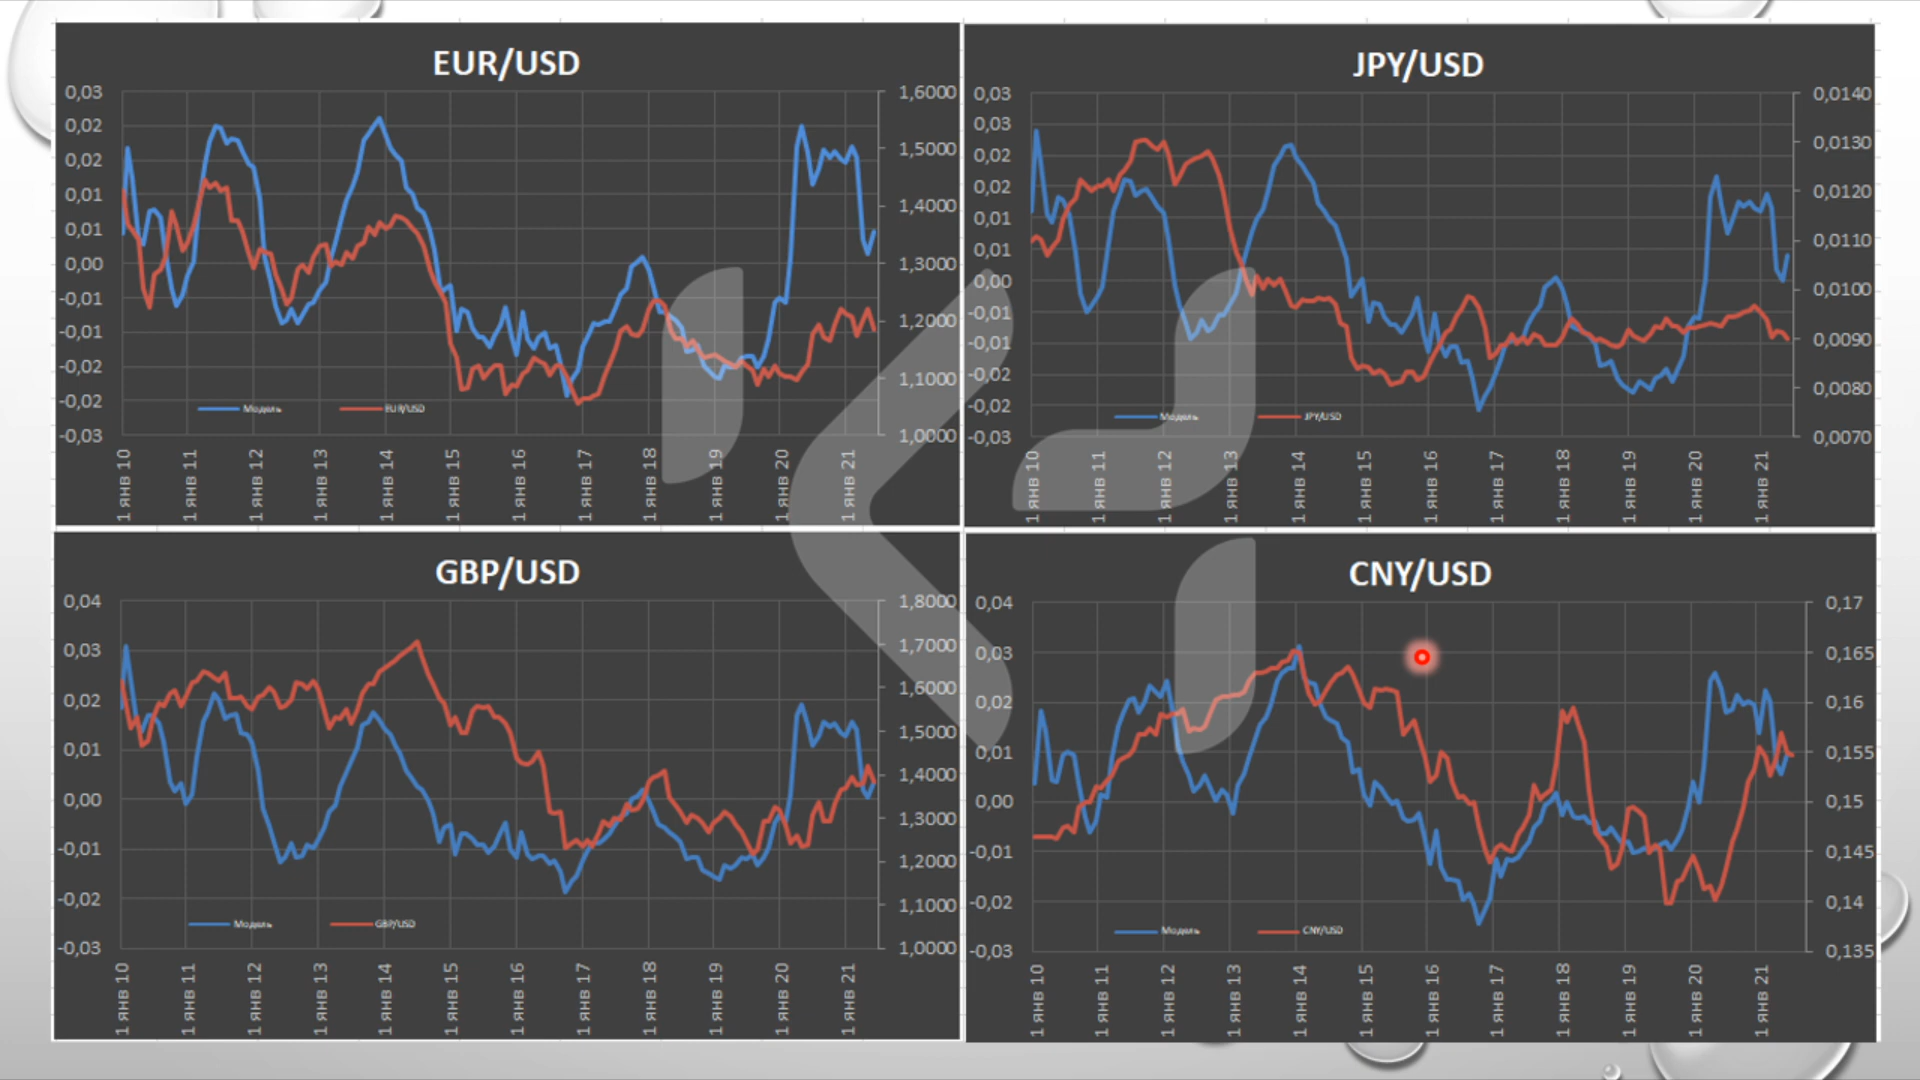 EUR/USD
0,03
0,02
0,02
0,01
0,01
0,00
-0,01
-0,01
-0,02
-0,02
-0,03
1,6000
1,5000
1,4000
1,3000
1,2000
1,1000
1,0000
Модель
EUR/USD
1 янв 10
1 янв 11
1 янв 12
1 янв 13
1 янв 14
1 янв 15
1 янв 16
1 янв 17
1 янв 18
1 янв 19
1 янв 20
1 янв 21
JPY/USD
0,03
0,03
0,02
0,02
0,01
0,01
0,00
-0,01
-0,01
-0,02
-0,02
-0,03
0,0140
0,0130
0,0120
0,0110
0,0100
0,0090
0,0080
0,0070
Модель
JPY/USD
1 янв 10
1 янв 11
1 янв 12
1 янв 13
1 янв 14
1 янв 15
1 янв 16
1 янв 17
1 янв 18
1 янв 19
1 янв 20
1 янв 21
GBP/USD
0,04
0,03
0,02
0,01
0,00
-0,01
-0,02
-0,03
1,8000
1,7000
1,6000
1,5000
1,4000
1,3000
1,2000
1,1000
1,0000
Модель
GBP/USD
1 янв 10
1 янв 11
1 янв 12
1 янв 13
1 янв 14
1 янв 15
1 янв 16
1 янв 17
1 янв 18
1 янв 19
1 янв 20
1 янв 21
CNY/USD
0,04
0,03
0,02
0,01
0,00
-0,01
-0,02
-0,03
0,17
0,165
0,16
0,155
0,15
0,145
0,14
0,135
Модель
CNY/USD
1 янв 10
1 янв 11
1 янв 12
1 янв 13
1 янв 14
1 янв 15
1 янв 16
1 янв 17
1 янв 18
1 янв 19
1 янв 20
1 янв 21